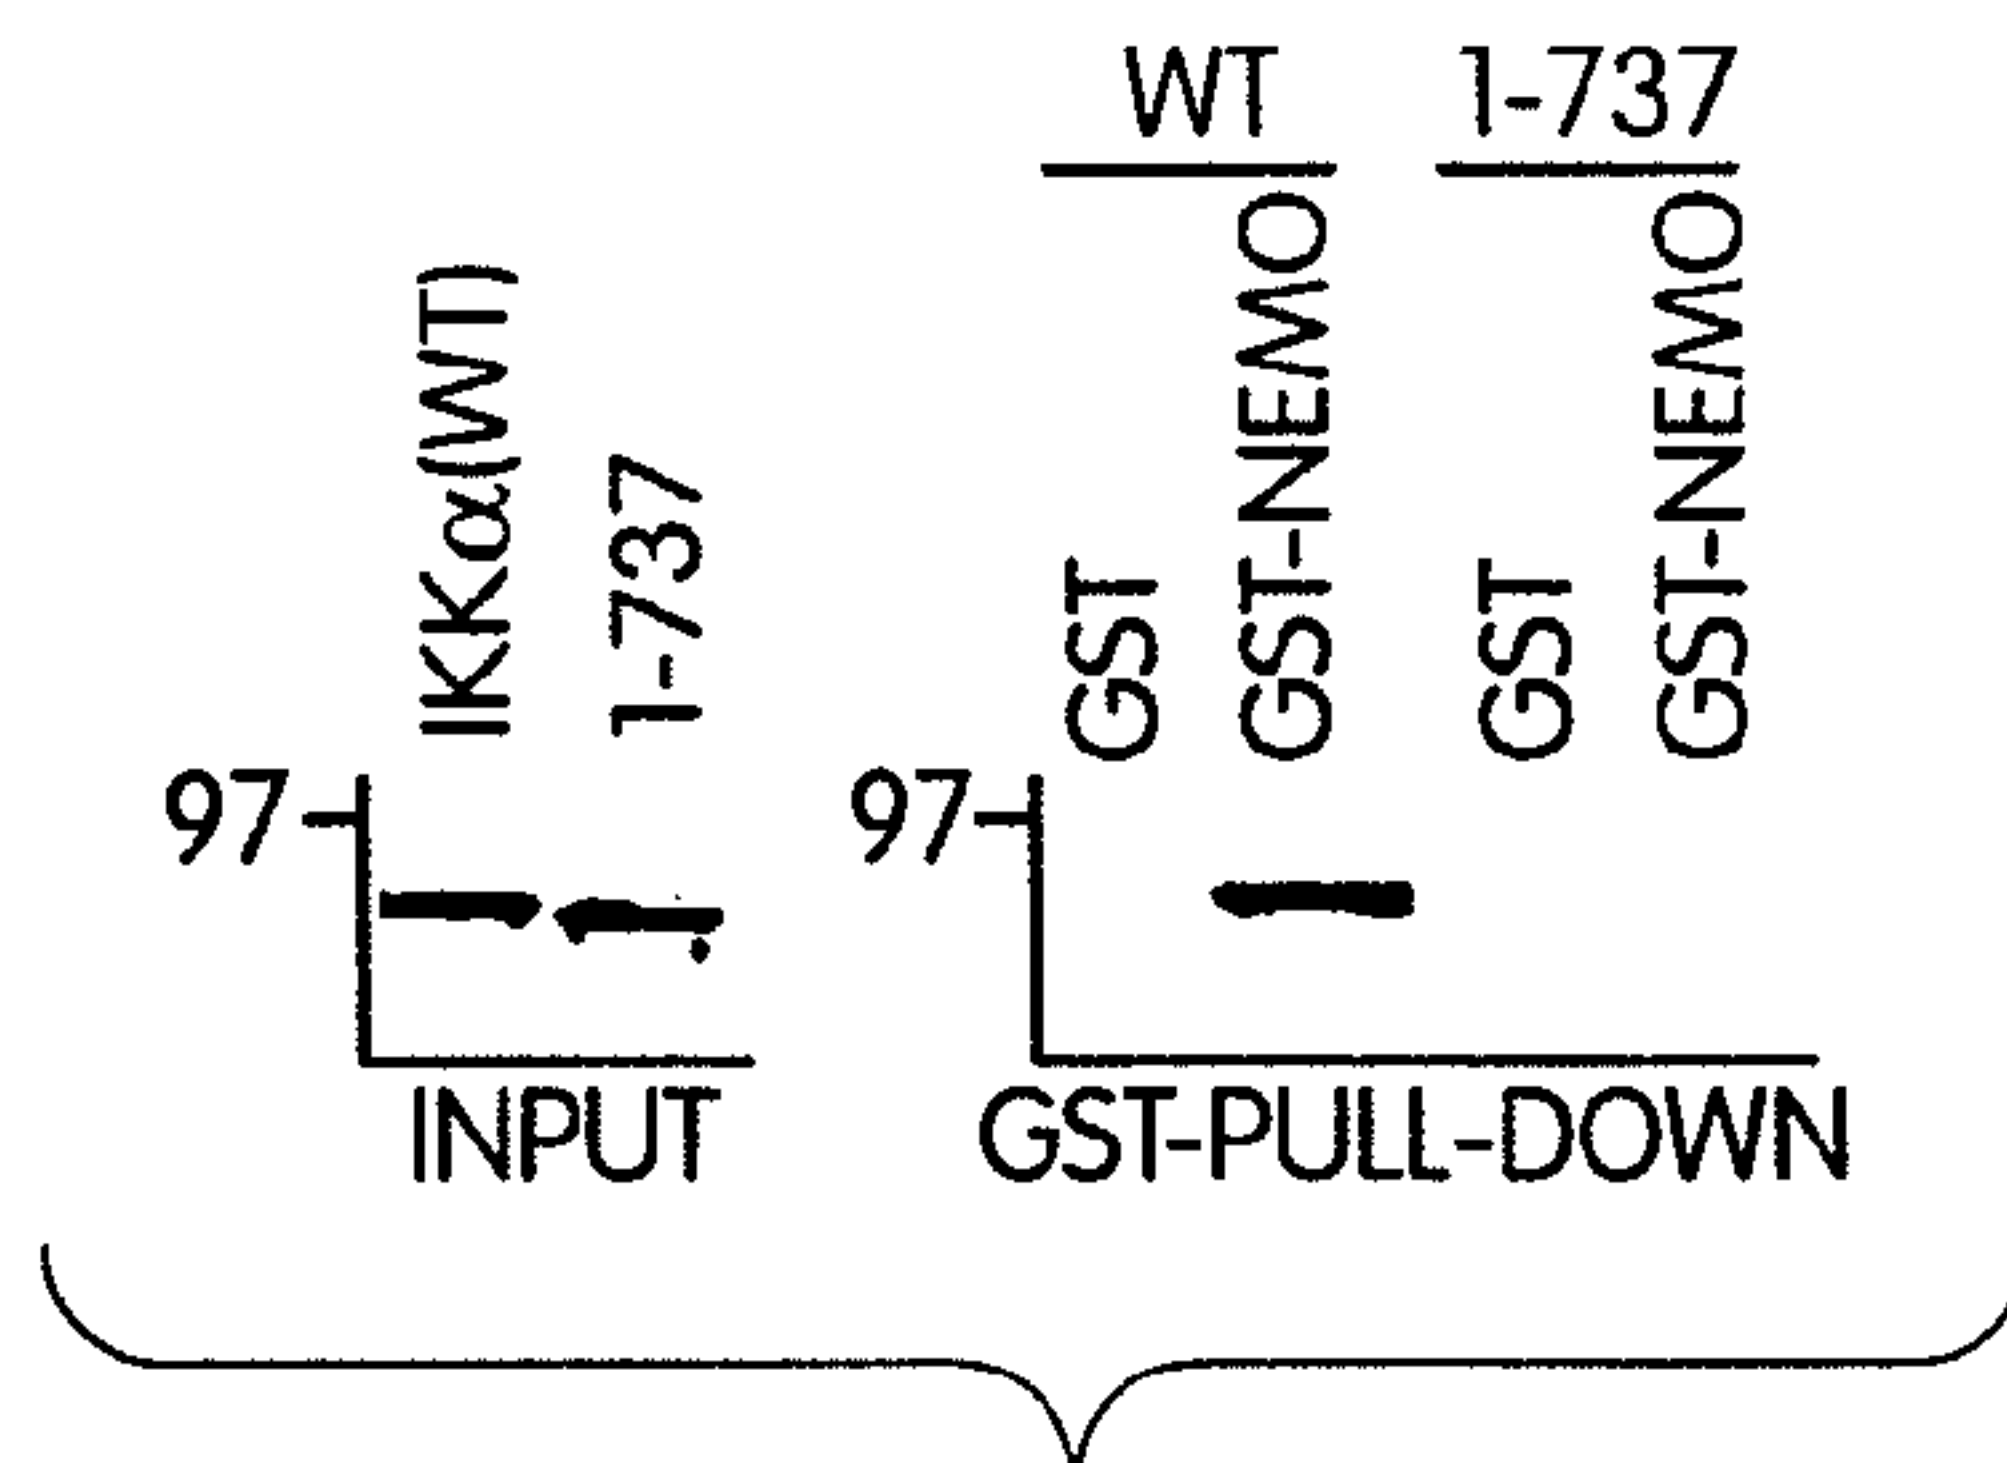 WT 1-737
IKKα(WT)
1-737
GST
GST-NEMO
GST
GST-NEMO
97
97
INPUT
GST-PULL-DOWN